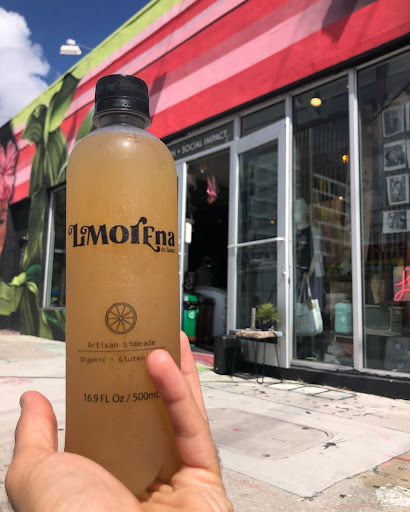 N + SOCIAL IMPACT
LiMOrEna
Artisan Limeade
Organic - Gluten
16.9 FL Oz / 500mL